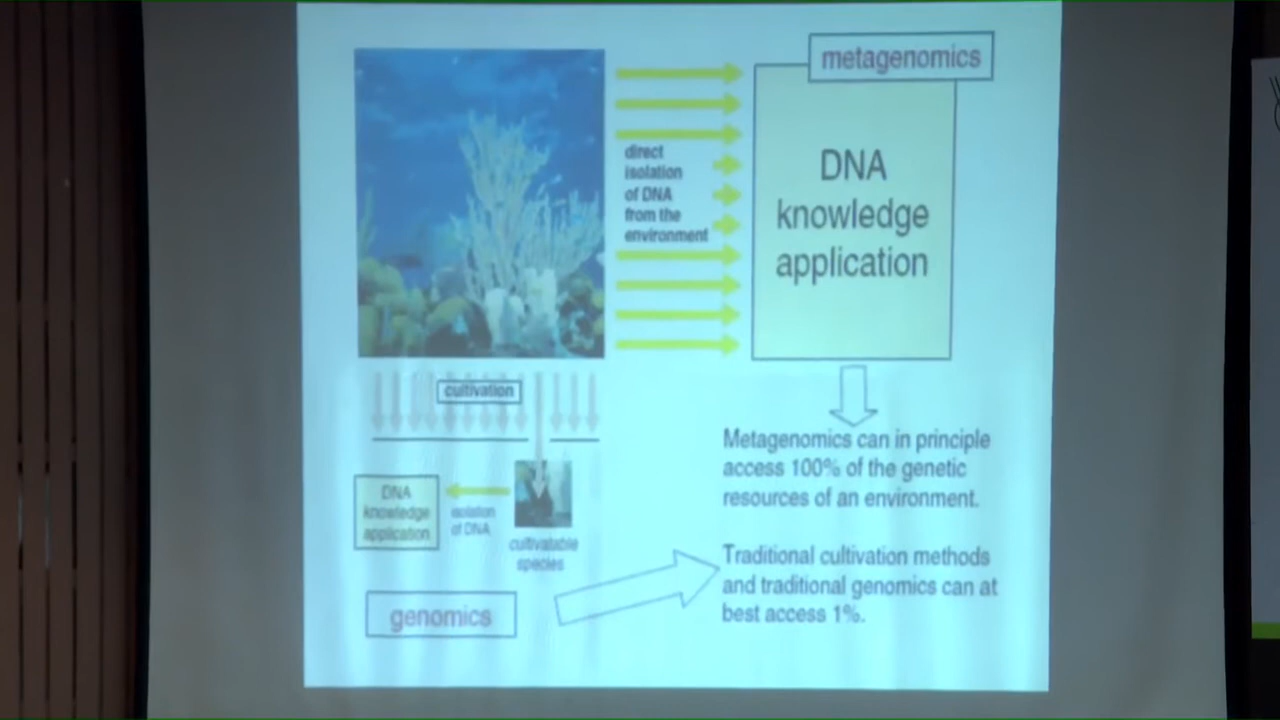 metagenomics
direct
isolation
of DNA
from the
environment
DNA
knowledge
application
cultivation
Metagenomics can in principle
access 100% of the genetic
resources of an environment.
DNA
knowledge
application
isolation
of DNA
cultivatable
species
Traditional cultivation methods
and traditional genomics can at
best access 1%.
genomics